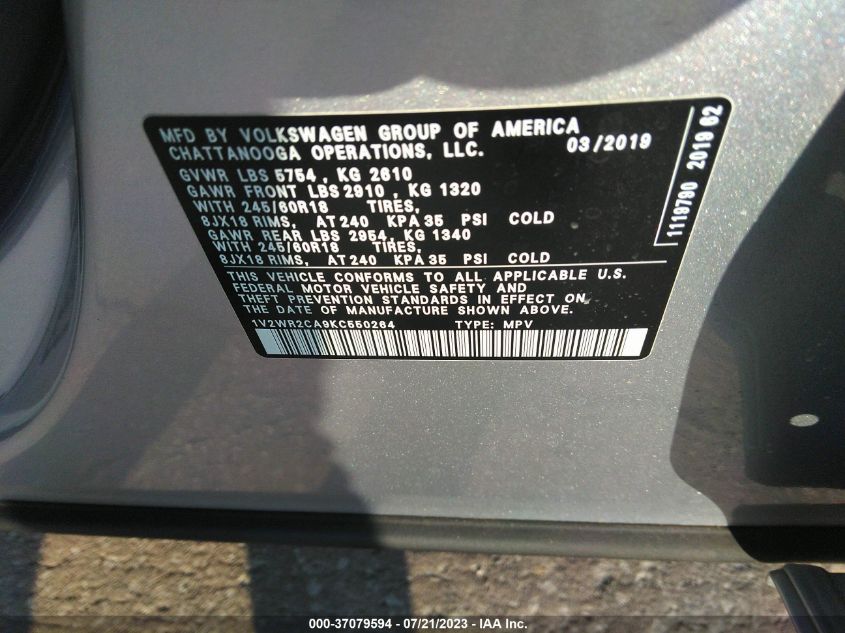 MFD BY VOLKSWAGEN GROUP OF AMERICA
CHATTANOOGA OPERATIONS, LLC. 03/2019
GVWR LBS 5754 , KG 2610
GAWR FRONT LBS 2910 , KG 1320
WITH 245/60R18 TIRES,
8JX18 RIMS, AT 240 KPA 35 PSI COLD
GAWR REAR LBS 2954, KG 1340
WITH 245/60R18 TIRES,
8JX18 RIMS, AT 240 KPA 35 PSI COLD
THIS VEHICLE CONFORMS TO ALL APPLICABLE U.S.
FEDERAL MOTOR VEHICLE SAFETY AND
THEFT PREVENTION STANDARDS IN EFFECT ON
THE DATE OF MANUFACTURE SHOWN ABOVE.
1V2WR2CA9KC550264 TYPE: MPV
1119790 2019 62
000-37079594 - 07/21/2023 - IAA Inc.